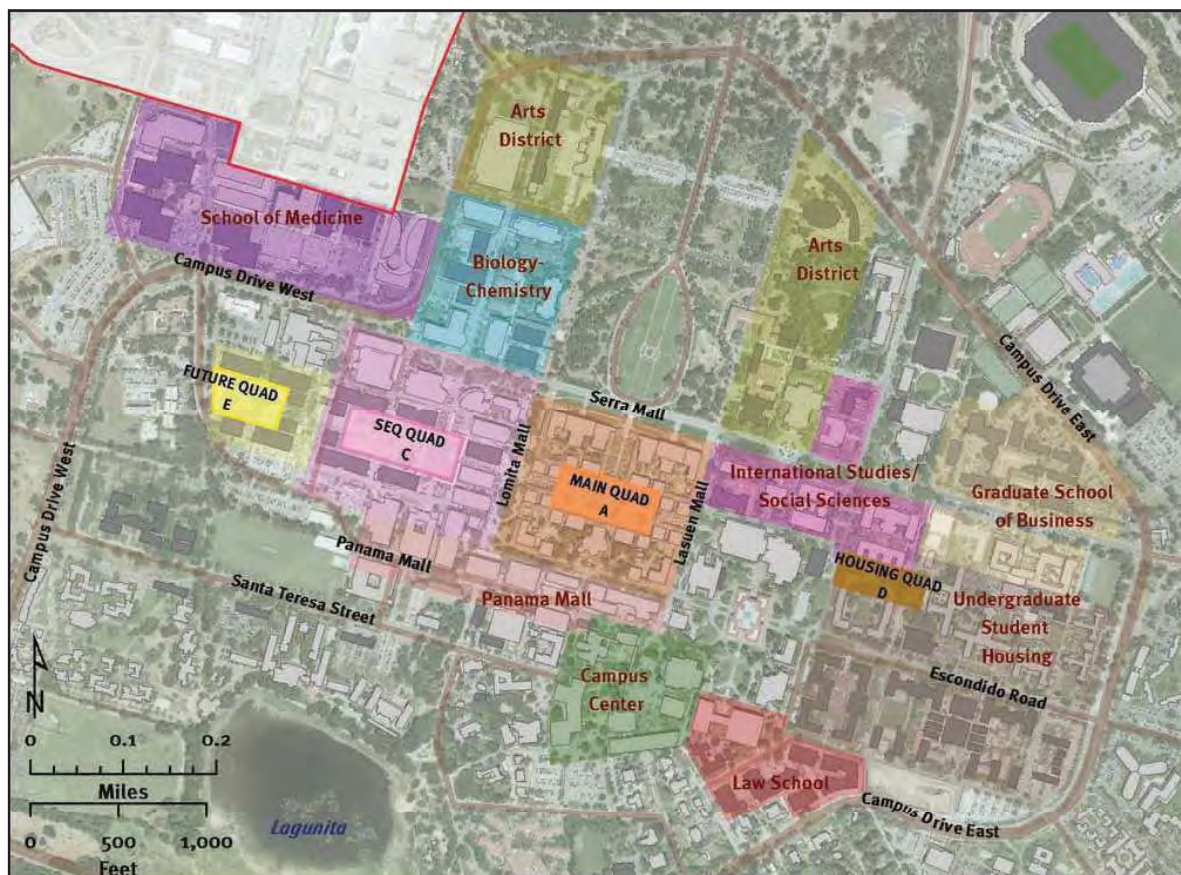 Arts
District
School of Medicine
Biology-
Chemistry
Arts
District
Campus Drive West
Campus Drive East
FUTURE QUAD
E
SEQ QUAD
C
Serra Mall
Lomita Mall
MAIN QUAD
A
Lasuen Mall
International Studies/
Social Sciences
Graduate School
of Business
Campus Drive West
Panama Mall
HOUSING QUAD
D
Santa Teresa Street
Panama Mall
Undergraduate
Student
Housing
Escondido Road
Campus
Center
N
0 0.1 0.2
Miles
Law School
Campus Drive East
0 500 1,000
Feet
Lagunita